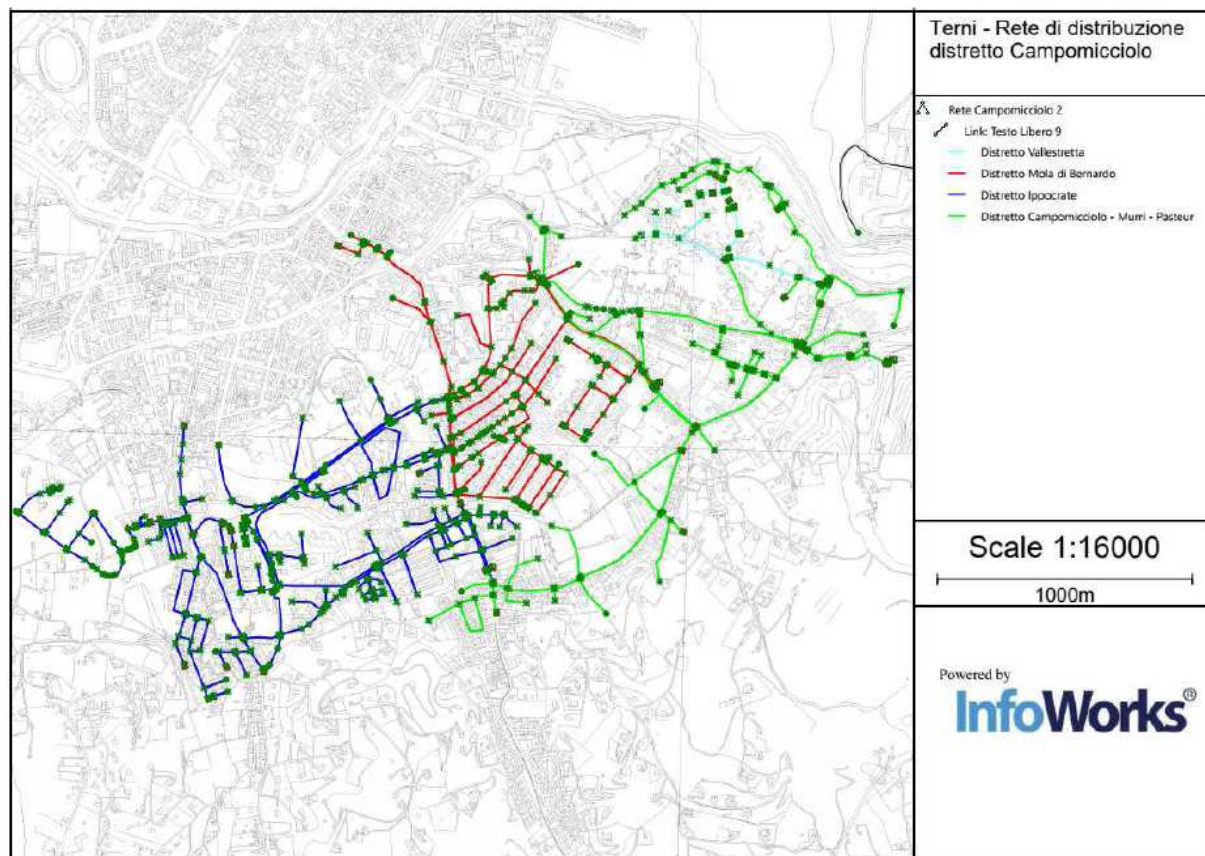 Terni - Rete di distribuzione
distretto Campomicciolo
Rete Campomicciolo 2
Link: Testo Libero 9
Distretto Vallestretta
Distretto Mola di Bernardo
Distretto Ippocrate
Distretto Campomicciolo - Murri - Pasteur
Scale 1:16000
1000m
Powered by
InfoWorks®